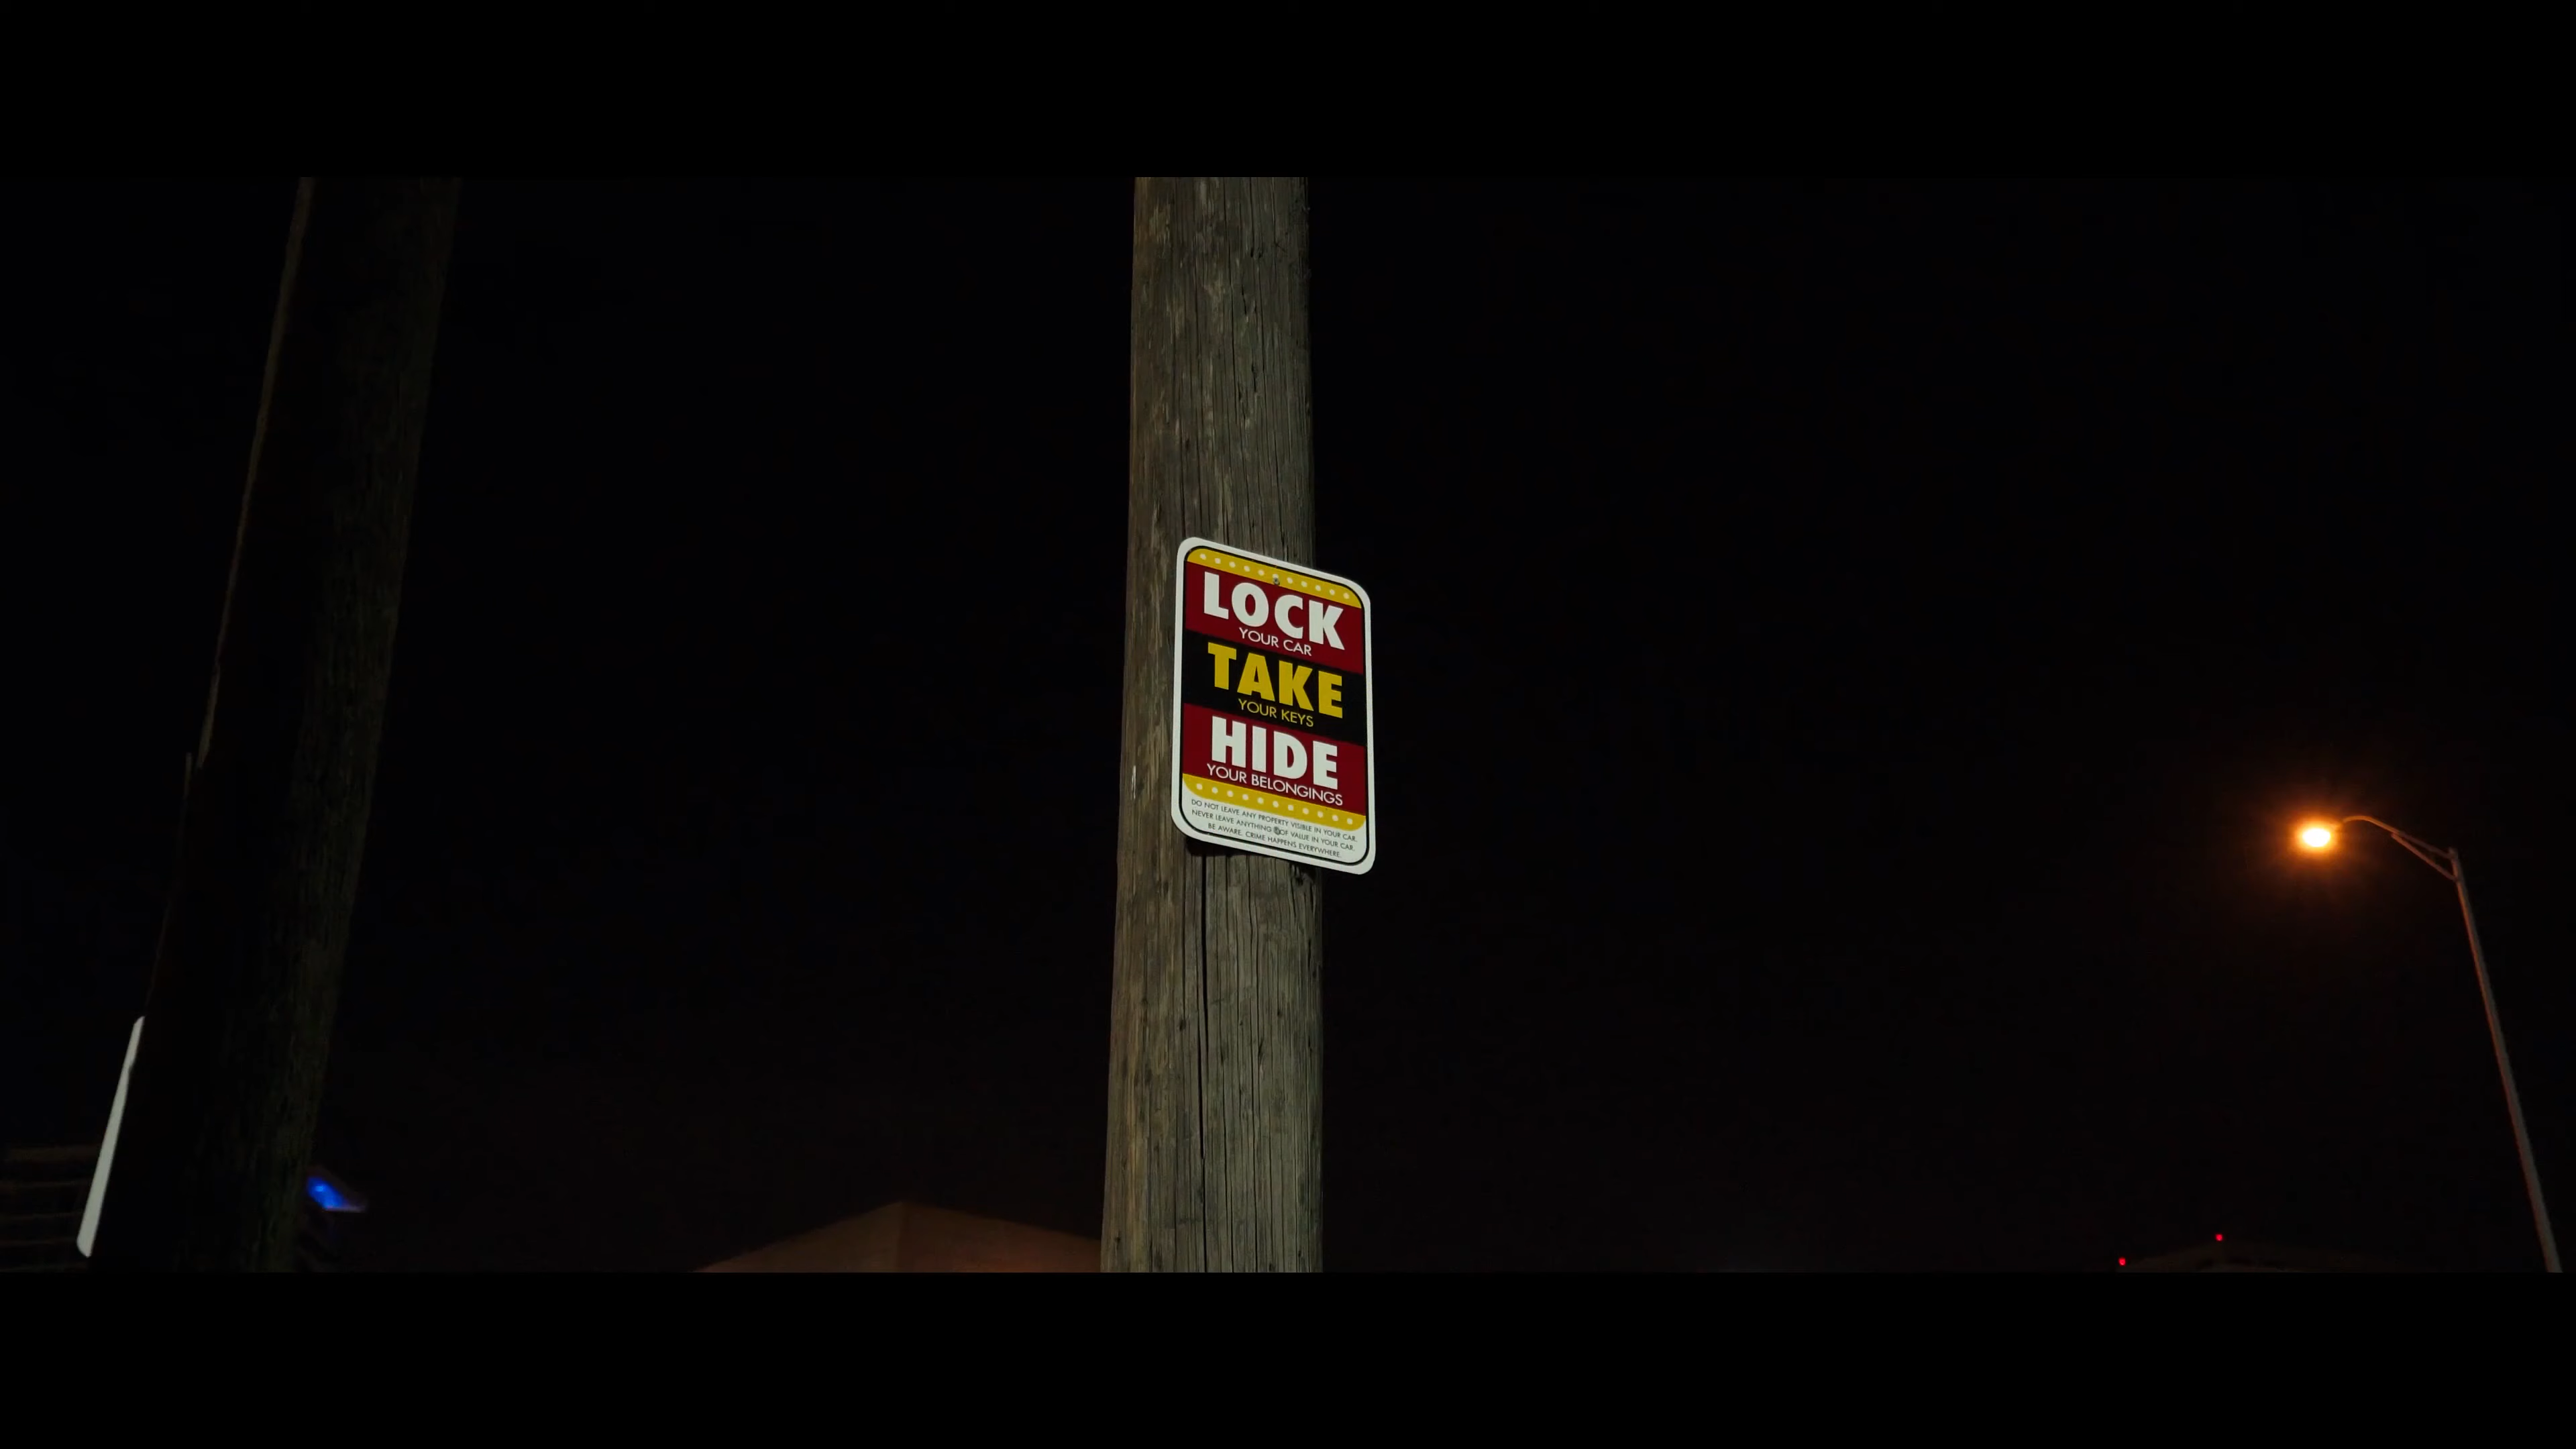 LOCK
YOUR CAR
TAKE
YOUR KEYS
HIDE
YOUR BELONGINGS
DO NOT LEAVE ANY PROPERTY VISIBLE IN YOUR CAR.
NEVER LEAVE ANYTHING OF VALUE IN YOUR CAR.
BE AWARE. CRIME HAPPENS EVERYWHERE.